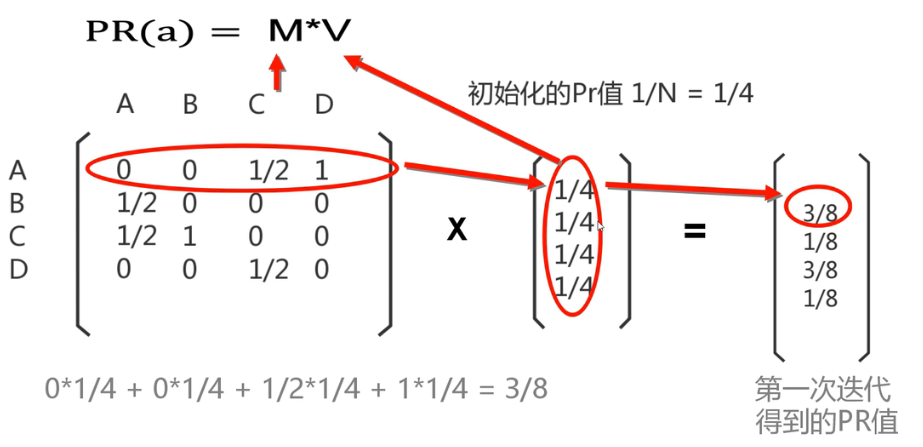 PR(a) = M*V
初始化的Pr值 1/N = 1/4
A B C D
A 0 0 1/2 1
B 1/2 0 0 0
C 1/2 1 0 0
D 0 0 1/2 0
X
1/4
1/4
1/4
1/4
=
3/8
1/8
3/8
1/8
0*1/4 + 0*1/4 + 1/2*1/4 + 1*1/4 = 3/8
第一次迭代
得到的PR值